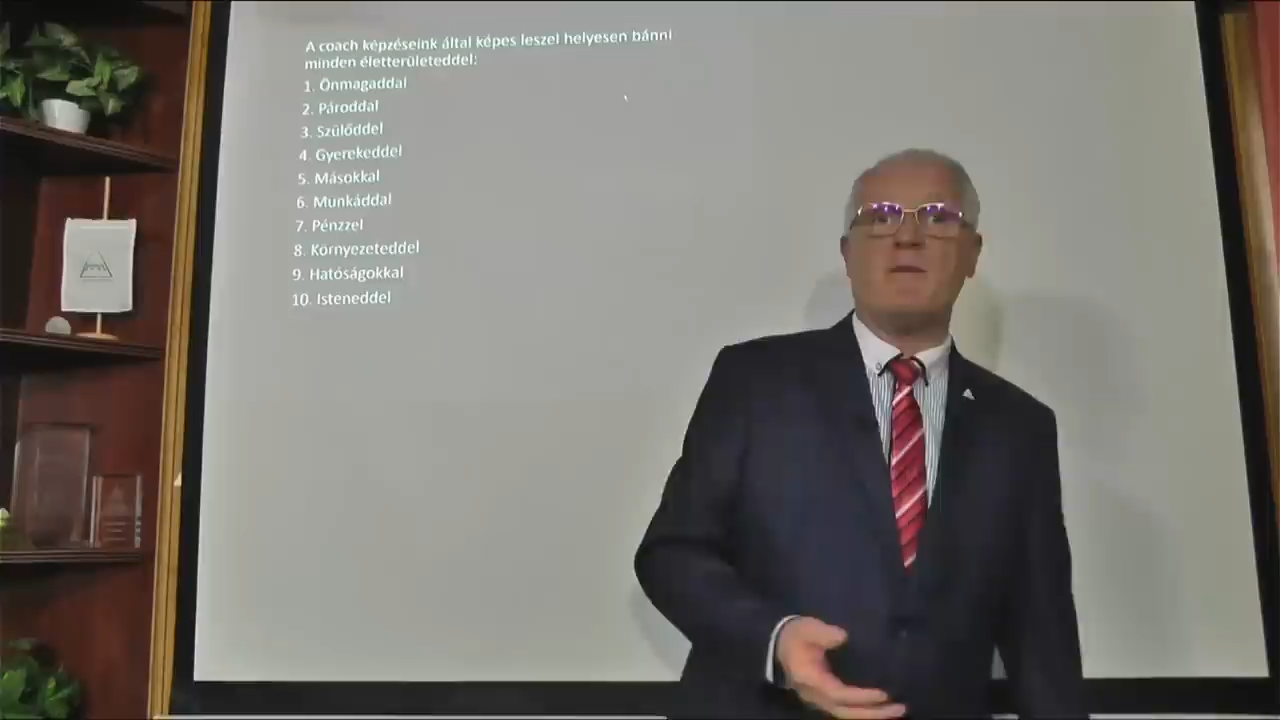 A coach képzéseink által képes leszel helyesen bánni
minden életterületeddel:
1. Önmagaddal
2. Pároddal
3. Szülőddel
4. Gyerekeddel
5. Másokkal
6. Munkáddal
7. Pénzzel
8. Környezeteddel
9. Hatóságokkal
10. Isteneddel